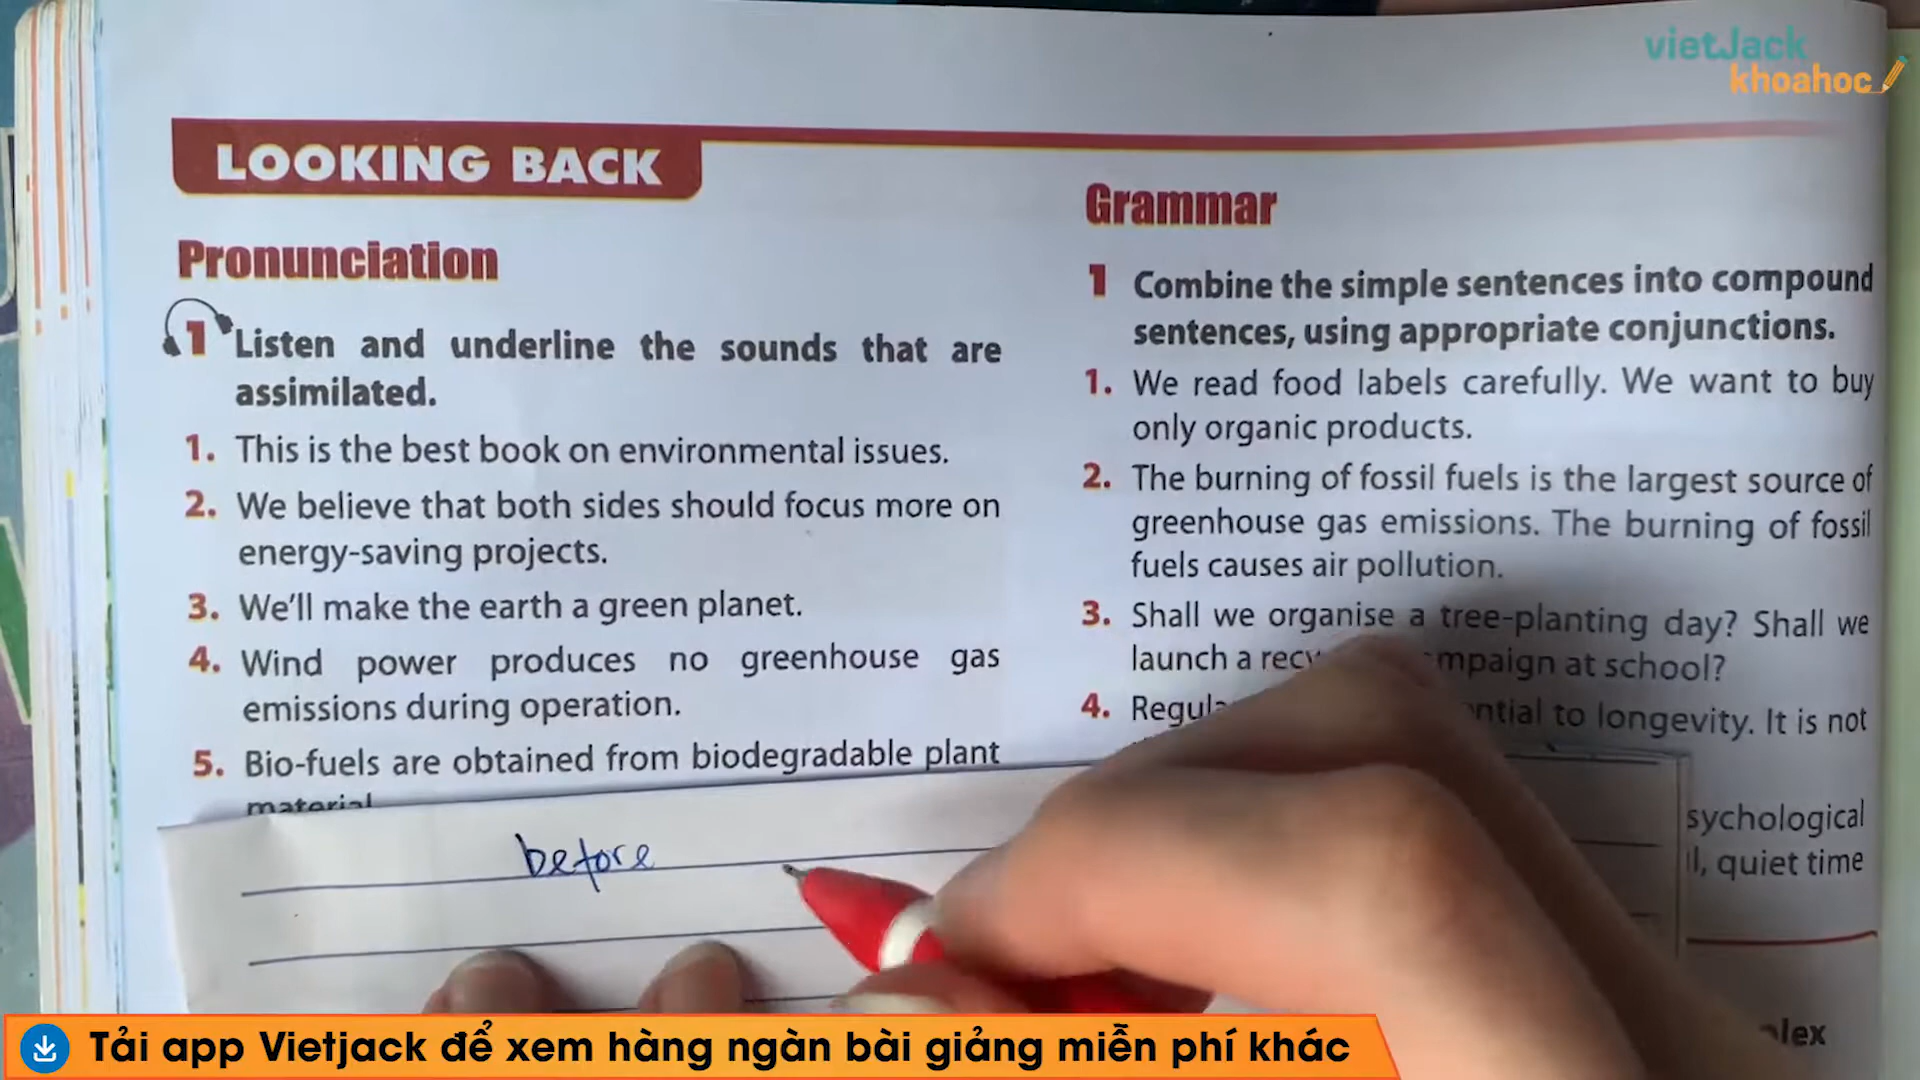 vietJack
khoahoc
LOOKING BACK
Pronunciation
1 Listen and underline the sounds that are
assimilated.
1. This is the best book on environmental issues.
2. We believe that both sides should focus more on
energy-saving projects.
3. We'll make the earth a green planet.
4. Wind power produces no greenhouse gas
emissions during operation.
5. Bio-fuels are obtained from biodegradable plant
material
before
Grammar
1 Combine the simple sentences into compound
sentences, using appropriate conjunctions.
1. We read food labels carefully. We want to buy
only organic products.
2. The burning of fossil fuels is the largest source of
greenhouse gas emissions. The burning of fossil
fuels causes air pollution.
3. Shall we organise a tree-planting day? Shall we
launch a at school?
4. to longevity. It is not
quiet time
Tải app Vietjack để xem hàng ngàn bài giảng miễn phí khác